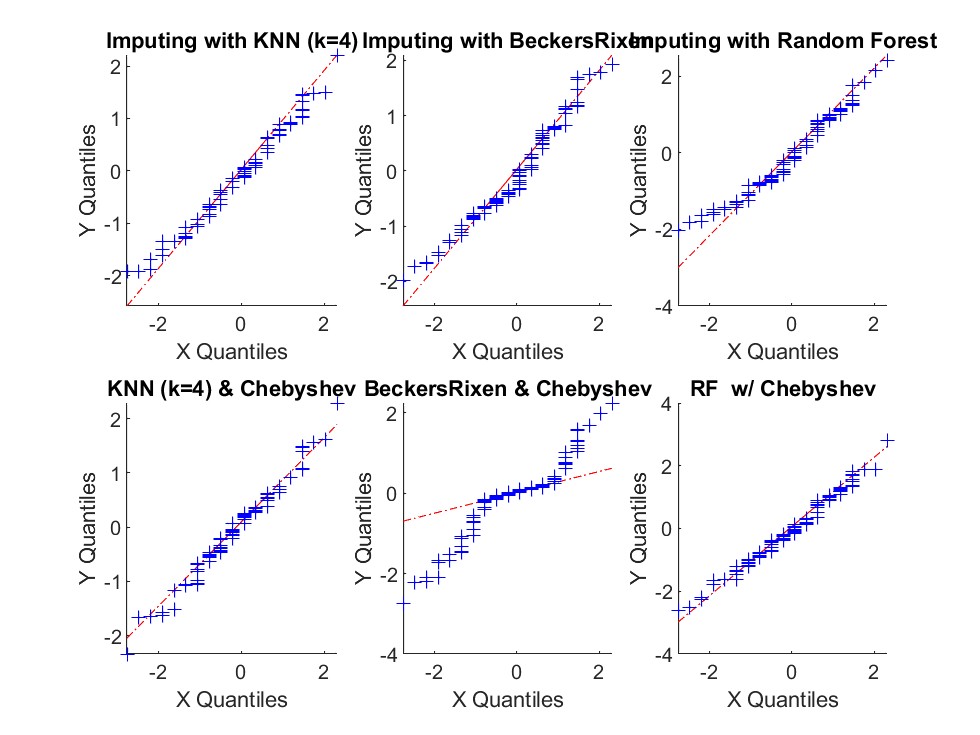 Imputing with KNN (k=4)
Imputing with BeckersRixen
Imputing with Random Forest
2
1
0
-1
-2
Y Quantiles
-2
0
2
X Quantiles
2
1
0
-1
-2
Y Quantiles
-2
0
2
X Quantiles
2
0
-2
-4
Y Quantiles
-2
0
2
X Quantiles
KNN (k=4) & Chebyshev
BeckersRixen & Chebyshev
RF w/ Chebyshev
2
1
0
-1
-2
Y Quantiles
-2
0
2
X Quantiles
2
0
-2
-4
Y Quantiles
-2
0
2
X Quantiles
4
2
0
-2
-4
Y Quantiles
-2
0
2
X Quantiles